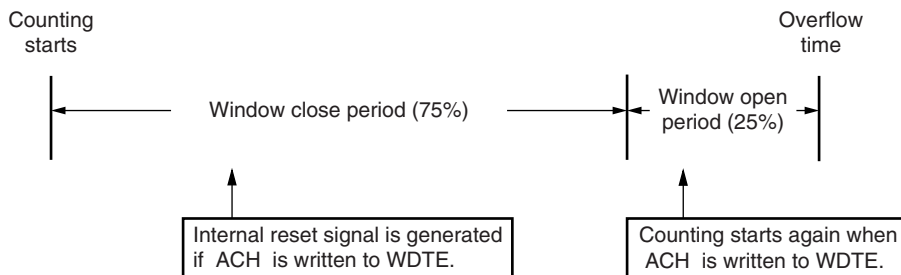 Counting
starts
Overflow
time
Window close period (75%)
Window open
period (25%)
Internal reset signal is generated
if ACH is written to WDTE.
Counting starts again when
ACH is written to WDTE.